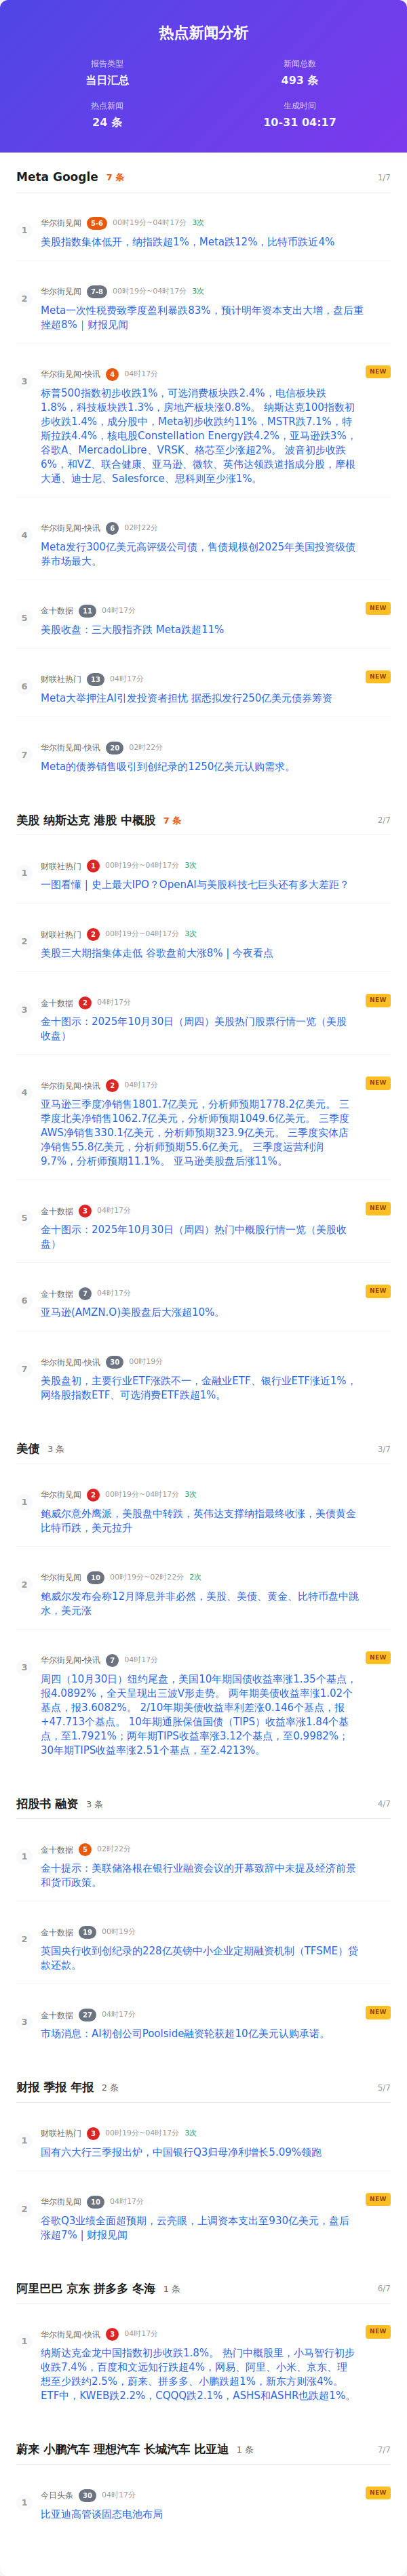 热点新闻分析
报告类型
新闻总数
当日汇总
493 条
热点新闻
生成时间
24 条
10-31 04:17
Meta Google 7 条 1/7
1
华尔街见闻 5-6 00时19分~04时17分 3次
美股指数集体低开，纳指跌超1%，Meta跌12%，比特币跌近4%
2
华尔街见闻 7-8 00时19分~04时17分 3次
Meta一次性税费致季度盈利暴跌83%，预计明年资本支出大增，盘后重
挫超8% | 财报见闻
3
华尔街见闻-快讯 4 04时17分 NEW
标普500指数初步收跌1%，可选消费板块跌2.4%，电信板块跌
1.8%，科技板块跌1.3%，房地产板块涨0.8%。 纳斯达克100指数初
步收跌1.4%，成分股中，Meta初步收跌约11%，MSTR跌7.1%，特
斯拉跌4.4%，核电股Constellation Energy跌4.2%，亚马逊跌3%，
谷歌A、MercadoLibre、VRSK、格芯至少涨超2%。 波音初步收跌
6%，和VZ、联合健康、亚马逊、微软、英伟达领跌道指成分股，摩根
大通、迪士尼、Salesforce、思科则至少涨1%。
4
华尔街见闻-快讯 6 02时22分
Meta发行300亿美元高评级公司债，售债规模创2025年美国投资级债
券市场最大。
5
金十数据 11 04时17分 NEW
美股收盘：三大股指齐跌 Meta跌超11%
6
财联社热门 13 04时17分 NEW
Meta大举押注AI引发投资者担忧 据悉拟发行250亿美元债券筹资
7
华尔街见闻-快讯 20 02时22分
Meta的债券销售吸引到创纪录的1250亿美元认购需求。
美股 纳斯达克 港股 中概股 7 条 2/7
1
财联社热门 1 00时19分~04时17分 3次
一图看懂 | 史上最大IPO？OpenAI与美股科技七巨头还有多大差距？
2
财联社热门 2 00时19分~04时17分 3次
美股三大期指集体走低 谷歌盘前大涨8% | 今夜看点
3
金十数据 2 04时17分 NEW
金十图示：2025年10月30日（周四）美股热门股票行情一览（美股
收盘）
4
华尔街见闻-快讯 2 04时17分 NEW
亚马逊三季度净销售1801.7亿美元，分析师预期1778.2亿美元。 三
季度北美净销售1062.7亿美元，分析师预期1049.6亿美元。 三季度
AWS净销售330.1亿美元，分析师预期323.9亿美元。 三季度实体店
净销售55.8亿美元，分析师预期55.6亿美元。 三季度运营利润
9.7%，分析师预期11.1%。 亚马逊美股盘后涨11%。
5
金十数据 3 04时17分 NEW
金十图示：2025年10月30日（周四）热门中概股行情一览（美股收
盘）
6
金十数据 7 04时17分 NEW
亚马逊(AMZN.O)美股盘后大涨超10%。
7
华尔街见闻-快讯 30 00时19分
美股盘初，主要行业ETF涨跌不一，金融业ETF、银行业ETF涨近1%，
网络股指数ETF、可选消费ETF跌超1%。
美债 3 条 3/7
1
华尔街见闻 2 00时19分~04时17分 3次
鲍威尔意外鹰派，美股盘中转跌，英伟达支撑纳指最终收涨，美债黄金
比特币跌，美元拉升
2
华尔街见闻 10 00时19分~02时22分 2次
鲍威尔发布会称12月降息并非必然，美股、美债、黄金、比特币盘中跳
水，美元涨
3
华尔街见闻-快讯 7 04时17分 NEW
周四（10月30日）纽约尾盘，美国10年期国债收益率涨1.35个基点，
报4.0892%，全天呈现出三波V形走势。 两年期美债收益率涨1.02个
基点，报3.6082%。 2/10年期美债收益率利差涨0.146个基点，报
+47.713个基点。 10年期通胀保值国债（TIPS）收益率涨1.84个基
点，至1.7921%；两年期TIPS收益率涨3.12个基点，至0.9982%；
30年期TIPS收益率涨2.51个基点，至2.4213%。
招股书 融资 3 条 4/7
1
金十数据 5 02时22分
金十提示：美联储洛根在银行业融资会议的开幕致辞中未提及经济前景
和货币政策。
2
金十数据 19 00时19分
英国央行收到创纪录的228亿英镑中小企业定期融资机制（TFSME）贷
款还款。
3
金十数据 27 04时17分 NEW
市场消息：AI初创公司Poolside融资轮获超10亿美元认购承诺。
财报 季报 年报 2 条 5/7
1
财联社热门 3 00时19分~04时17分 3次
国有六大行三季报出炉，中国银行Q3归母净利增长5.09%领跑
2
华尔街见闻 10 04时17分 NEW
谷歌Q3业绩全面超预期，云亮眼，上调资本支出至930亿美元，盘后
涨超7% | 财报见闻
阿里巴巴 京东 拼多多 冬海 1 条 6/7
1
华尔街见闻-快讯 3 04时17分 NEW
纳斯达克金龙中国指数初步收跌1.8%。 热门中概股里，小马智行初步
收跌7.4%，百度和文远知行跌超4%，网易、阿里、小米、京东、理
想至少跌约2.5%，蔚来、拼多多、小鹏跌超1%，新东方则涨4%。
ETF中，KWEB跌2.2%，CQQQ跌2.1%，ASHS和ASHR也跌超1%。
蔚来 小鹏汽车 理想汽车 长城汽车 比亚迪 1 条 7/7
1
今日头条 30 04时17分 NEW
比亚迪高管谈固态电池布局